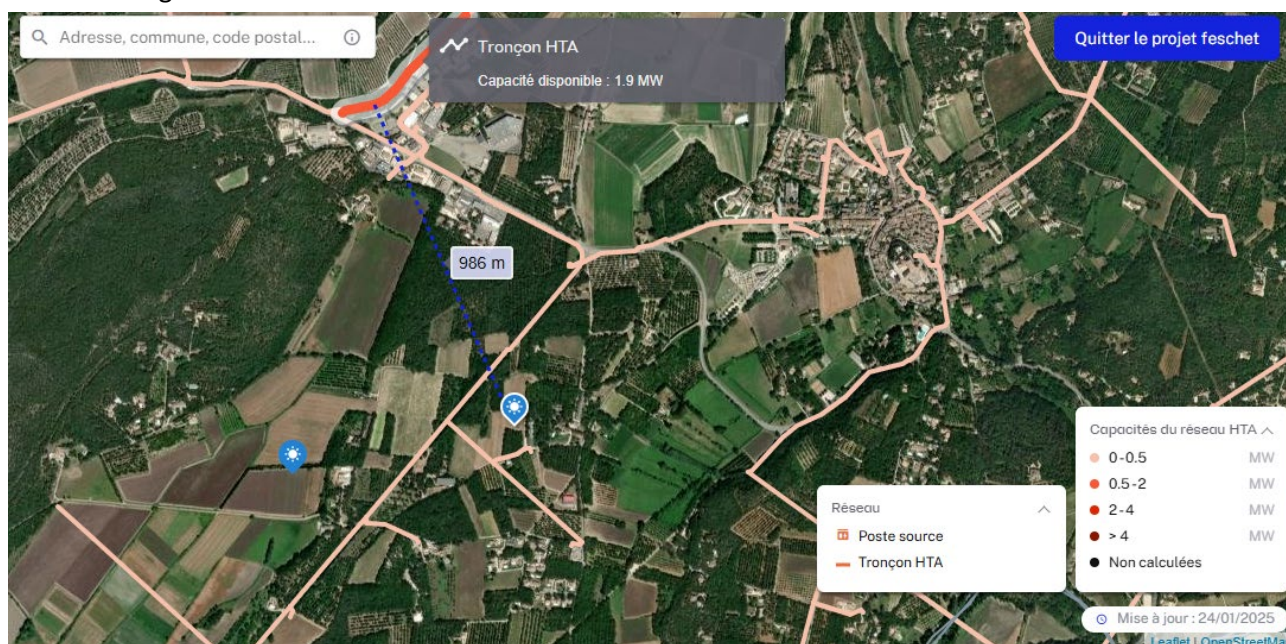 Adresse, commune, code postal...
Tronçon HTA
Capacité disponible : 1.9 MW
Quitter le projet feschet
986 m
Réseau
Poste source
Tronçon HTA
Capacités du réseau HTA
0-0.5 MW
0.5-2 MW
2-4 MW
> 4 MW
Non calculées
Mise à jour : 24/01/2025
Leaflet | OpenStreetMa